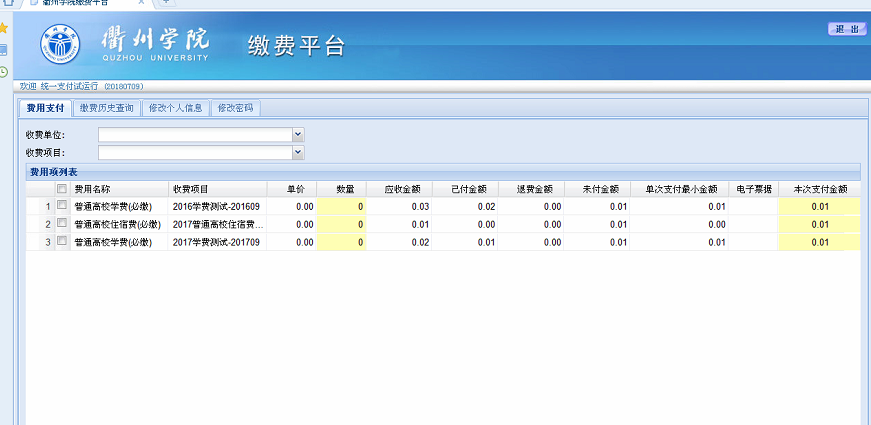 衢州学院缴费平台
衢州学院 缴费平台
QUZHOU UNIVERSITY
退 出
欢迎 统一支付试运行 (20180709)
费用支付 缴费历史查询 修改个人信息 修改密码
收费单位:
收费项目:
费用项列表
费用名称 收费项目 单价 数量 应收金额 已付金额 退费金额 未付金额 单次支付最小金额 电子票据 本次支付金额
1 普通高校学费(必缴) 2016学费测试-201609 0.00 0 0.03 0.02 0.00 0.01 0.01 0.01
2 普通高校住宿费(必缴) 2017普通高校住宿费... 0.00 0 0.01 0.00 0.00 0.01 0.00 0.01
3 普通高校学费(必缴) 2017学费测试-201709 0.00 0 0.02 0.01 0.00 0.01 0.01 0.01